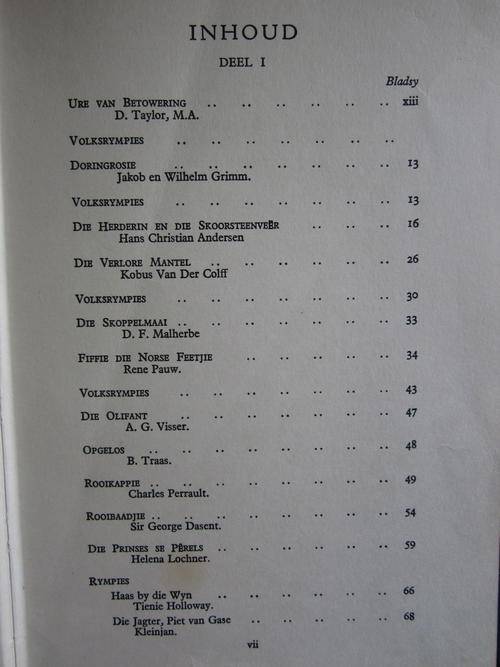 INHOUD
DEEL I
Bladsy
URE VAN BETOWERING .. .. .. .. .. .. xiii
D. Taylor, M.A.
VOLKSRYMPIES .. .. .. .. .. .. ..
DORINGROSIE .. .. .. .. .. .. .. 13
Jakob en Wilhelm Grimm.
VOLKSRYMPIES .. .. .. .. .. .. .. 13
DIE HERDERIN EN DIE SKOORSTEENVEËR .. .. .. 16
Hans Christian Andersen
DIE VERLORE MANTEL .. .. .. .. .. .. 26
Kobus Van Der Colff
VOLKSRYMPIES .. .. .. .. .. .. .. 30
DIE SKOPPELMAAI .. .. .. .. .. .. .. 33
D. F. Malherbe
FIFFIE DIE NORSE FEETJIE .. .. .. .. .. 34
Rene Pauw.
VOLKSRYMPIES .. .. .. .. .. .. .. 43
DIE OLIFANT .. .. .. .. .. .. .. 47
A. G. Visser.
OPGELOS .. .. .. .. .. .. .. .. 48
B. Traas.
ROOIKAPPIE .. .. .. .. .. .. .. .. 49
Charles Perrault.
ROOIBAADJIE .. .. .. .. .. .. .. .. 54
Sir George Dasent.
DIE PRINSES SE PÊRELS .. .. .. .. .. .. 59
Helena Lochner.
RYMPIES
Haas by die Wyn .. .. .. .. .. .. 66
Tienie Holloway.
Die Jagter, Piet van Gase .. .. .. .. .. 68
Kleinjan.
vii